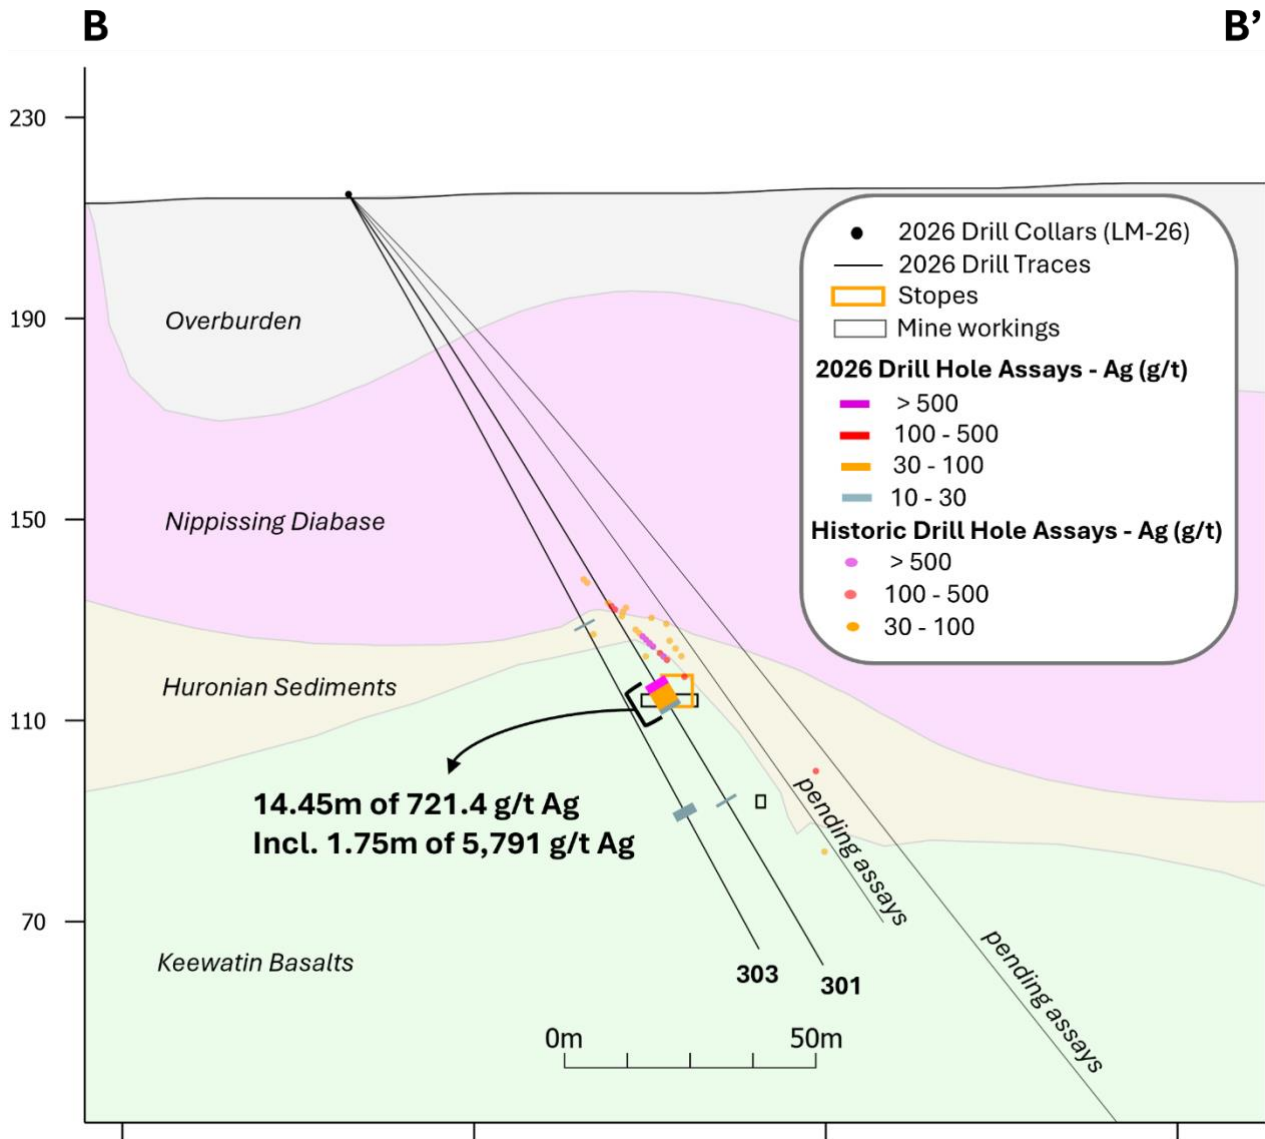 B
B’
230
190
150
110
70
Overburden
Nippissing Diabase
Huronian Sediments
Keewatin Basalts
2026 Drill Collars (LM-26)
2026 Drill Traces
Stopes
Mine workings
2026 Drill Hole Assays - Ag (g/t)
> 500
100 - 500
30 - 100
10 - 30
Historic Drill Hole Assays - Ag (g/t)
> 500
100 - 500
30 - 100
14.45m of 721.4 g/t Ag
Incl. 1.75m of 5,791 g/t Ag
pending assays
pending assays
303
301
0m
50m